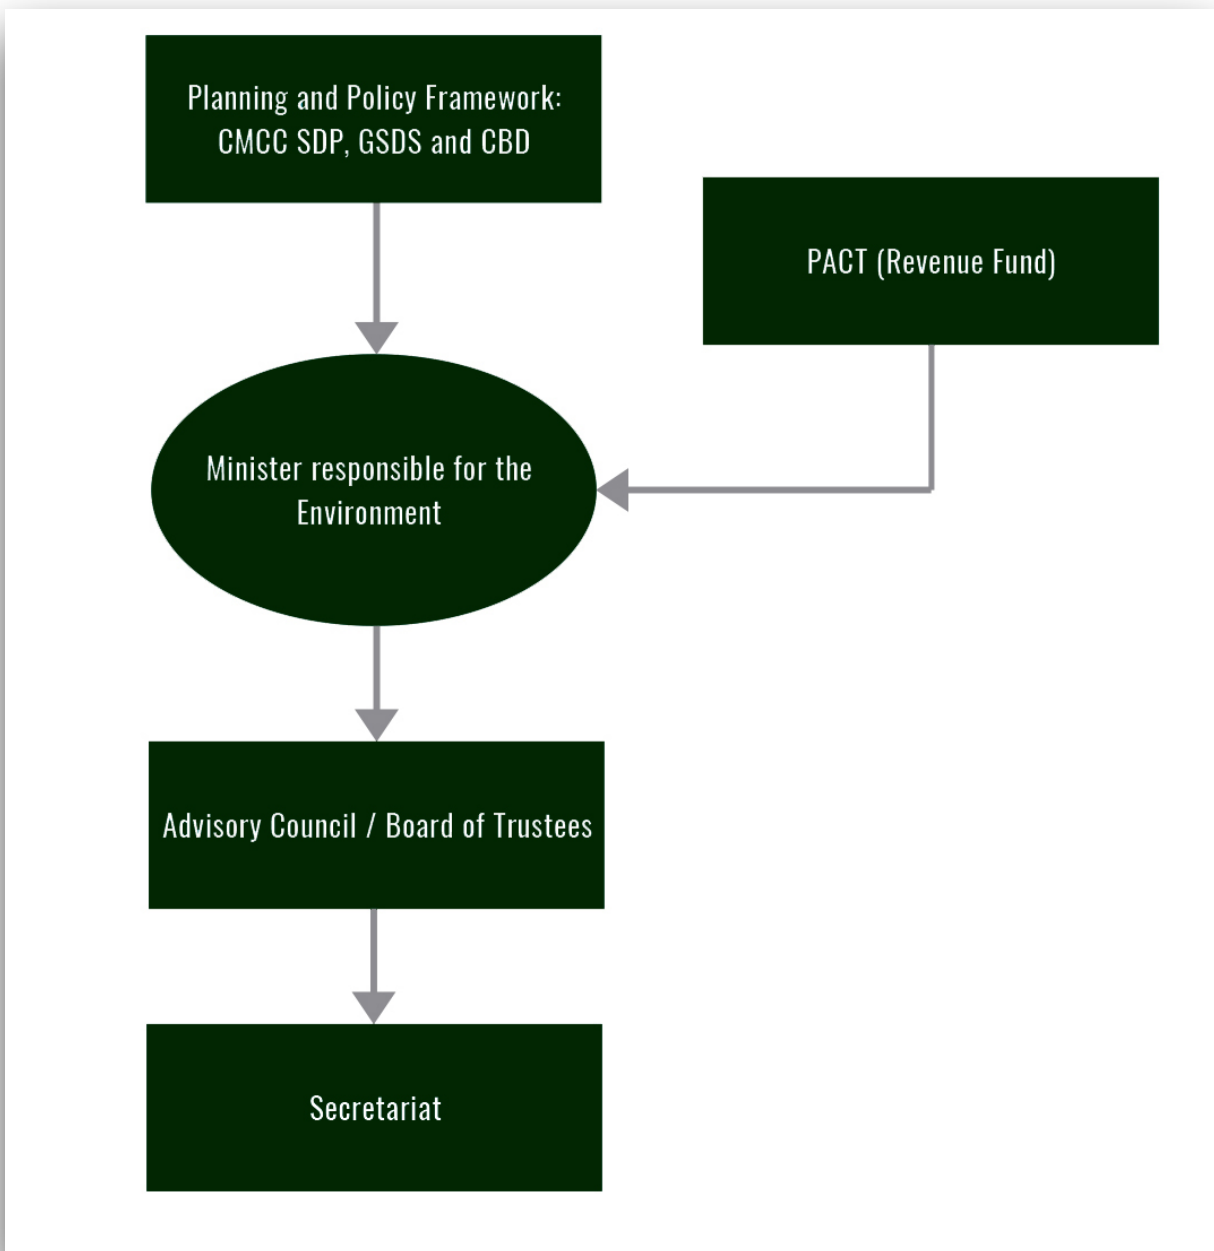 Planning and Policy Framework:
CMCC SDP, GSDS and CBD
PACT (Revenue Fund)
Minister responsible for the
Environment
Advisory Council / Board of Trustees
Secretariat